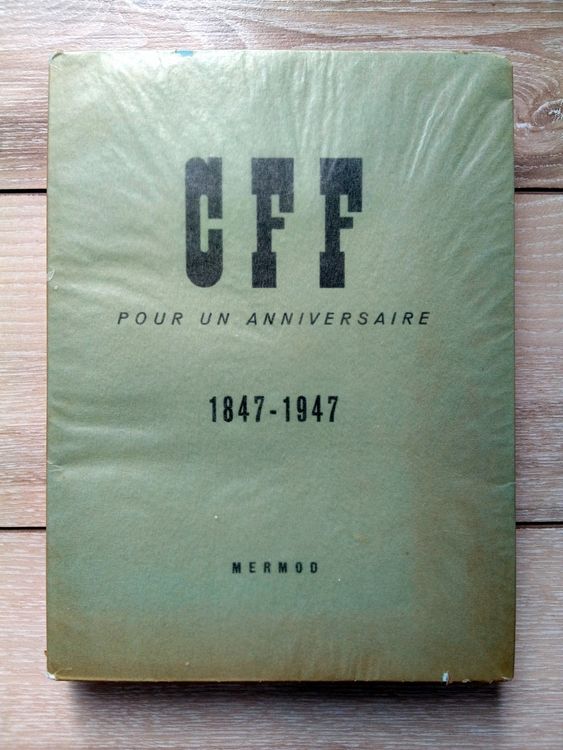 CFF
POUR UN ANNIVERSAIRE
1847-1947
MERMOD